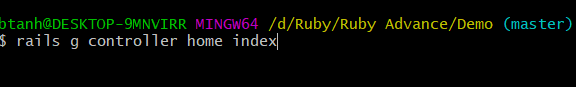 btanh@DESKTOP-9MNVIRR MINGW64 /d/Ruby/Ruby Advance/Demo (master)
$ rails g controller home index